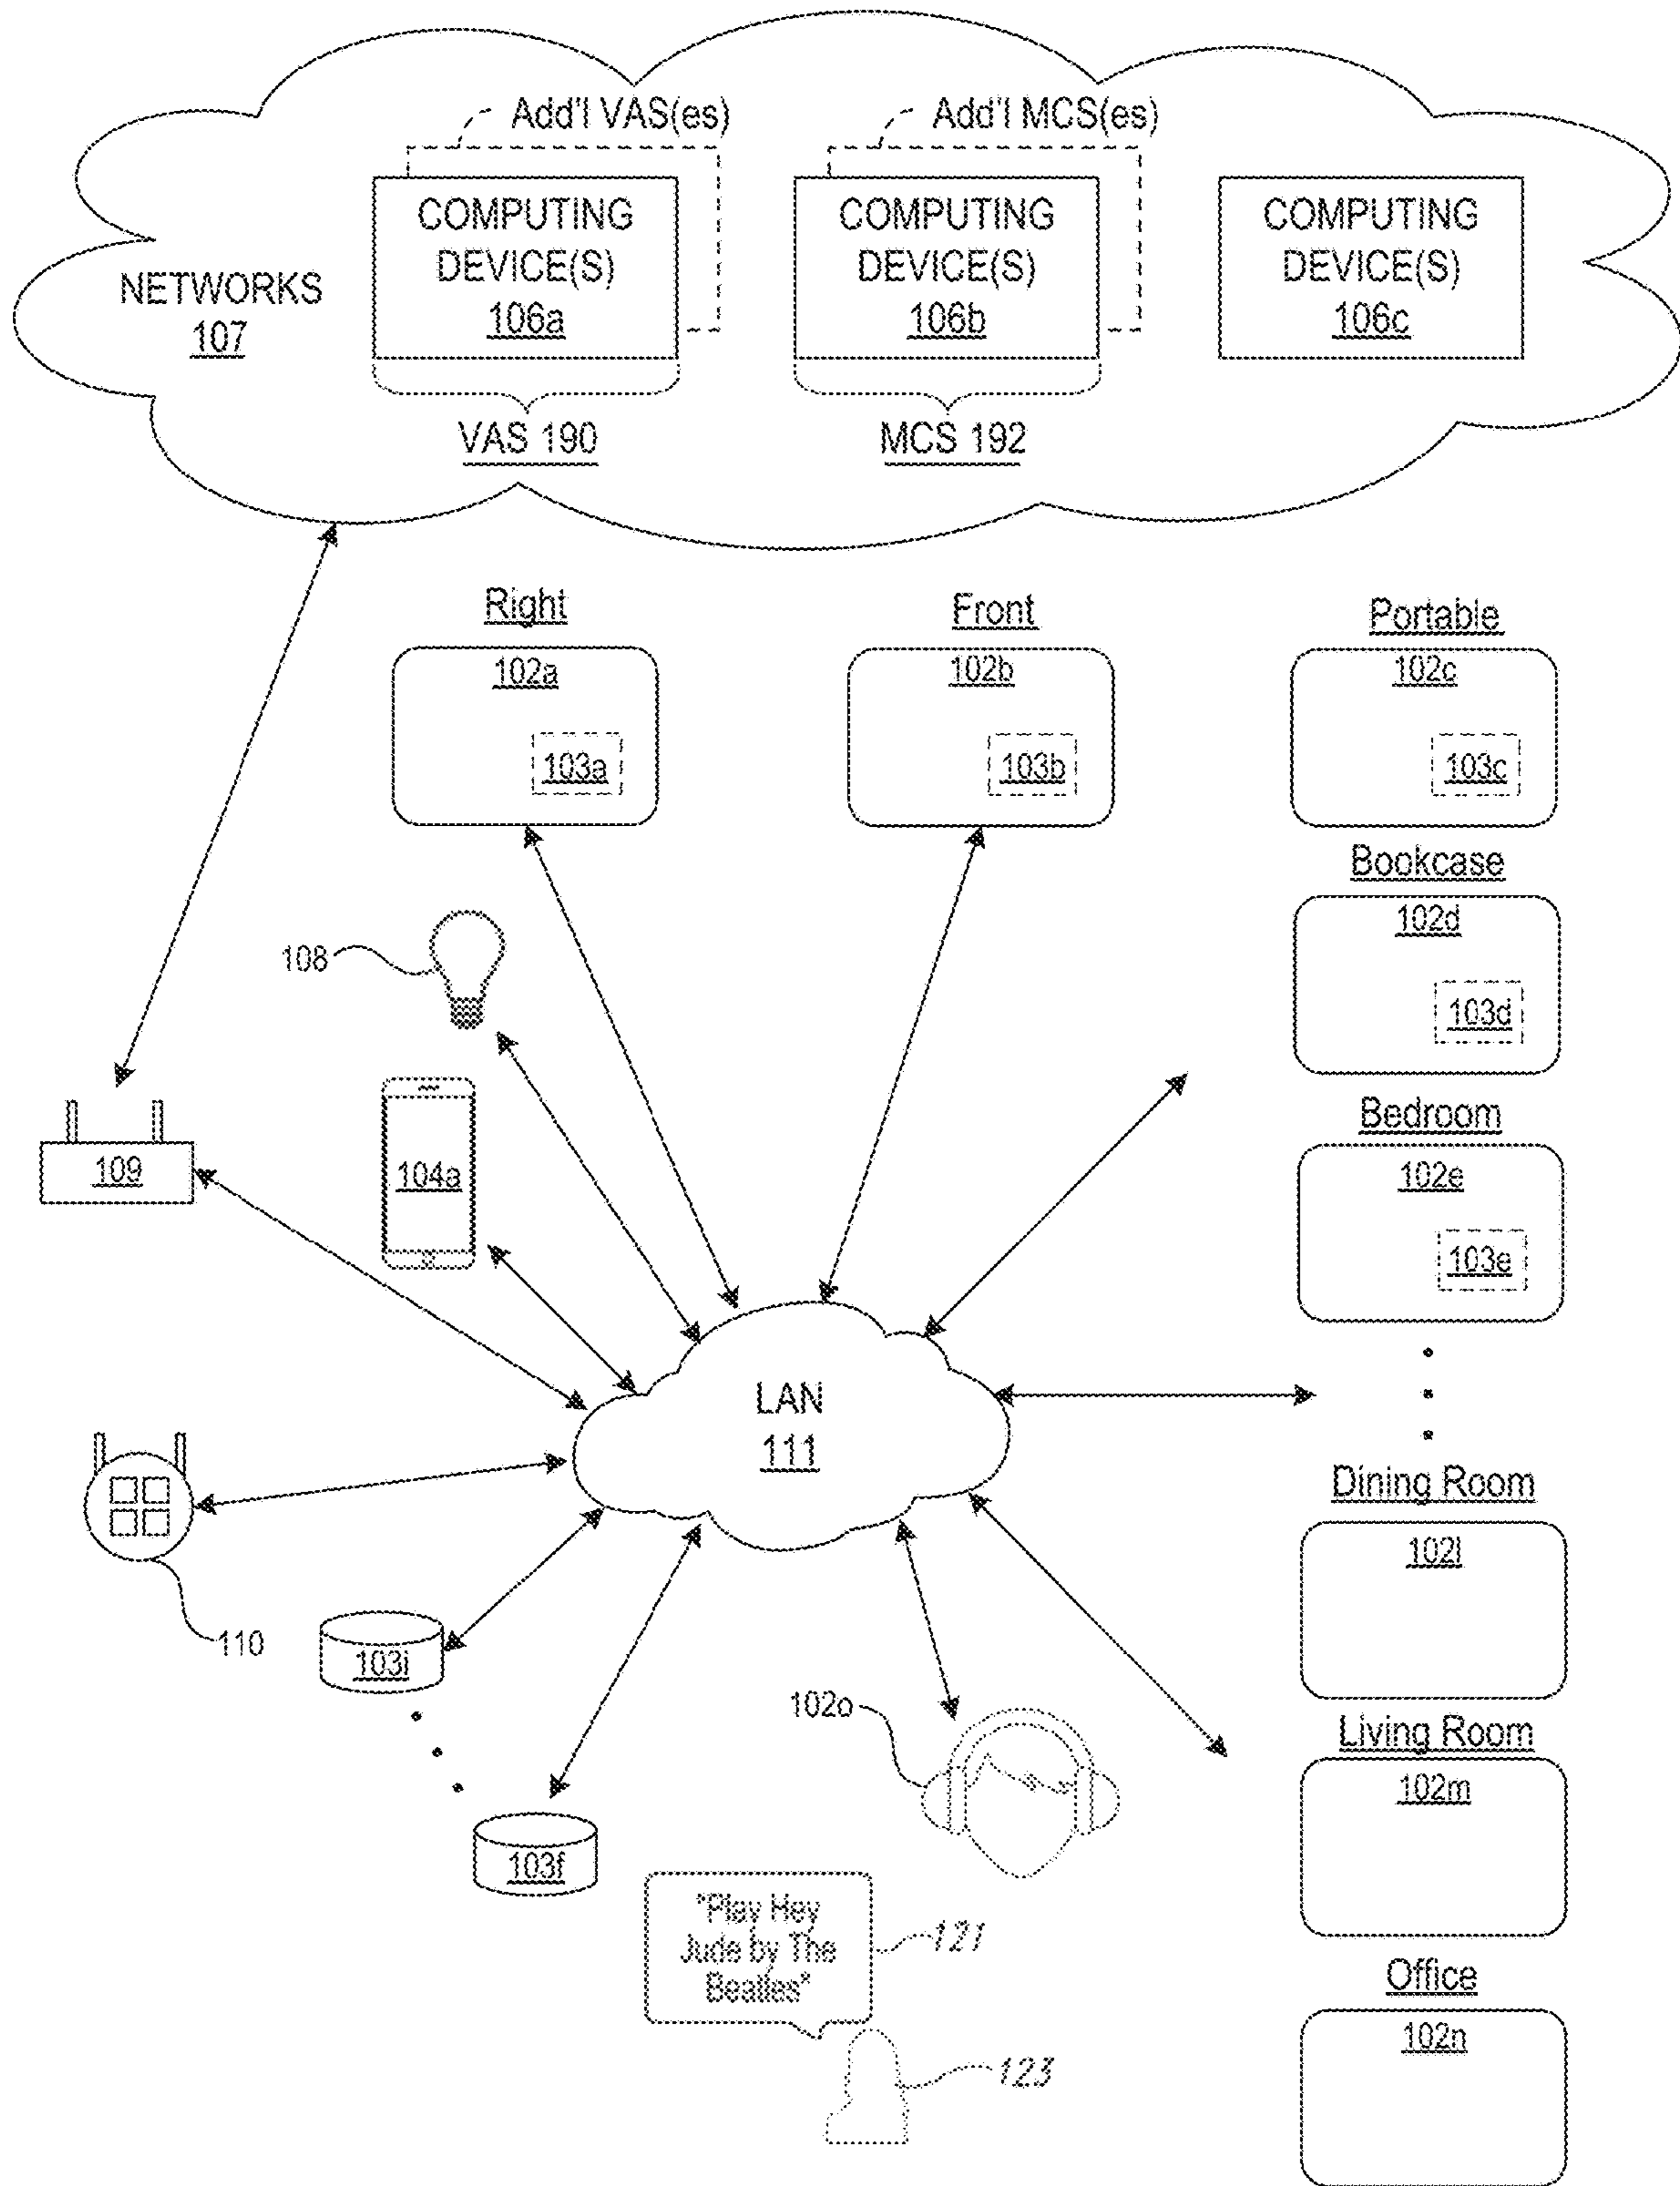 Add'l VAS(es)
Add'l MCS(es)
COMPUTING
DEVICE(S)
106a
COMPUTING
DEVICE(S)
106b
COMPUTING
DEVICE(S)
106c
NETWORKS
107
VAS 190
MCS 192
Right
102a
103a
Front
102b
103b
Portable
102c
103c
Bookcase
102d
103d
Bedroom
102e
103e
108
104a
109
LAN
111
110
103i
103f
102o
"Play Hey
Jude by The
Beatles"
121
123
Dining Room
102l
Living Room
102m
Office
102n